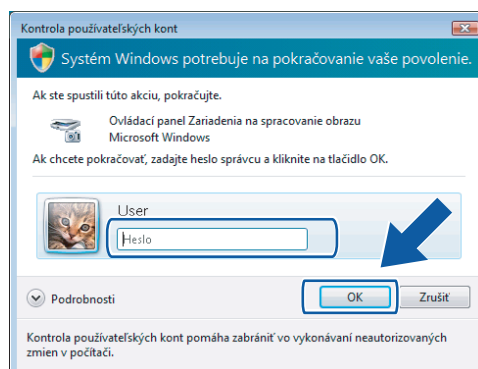 Kontrola používateľských kont
Systém Windows potrebuje na pokračovanie vaše povolenie.
Ak ste spustili túto akciu, pokračujte.
Ovládací panel Zariadenia na spracovanie obrazu
Microsoft Windows
Ak chcete pokračovať, zadajte heslo správcu a kliknite na tlačidlo OK.
User
Heslo
Podrobnosti
OK
Zrušiť
Kontrola používateľských kont pomáha zabrániť vo vykonávaní neautorizovaných
zmien v počítači.